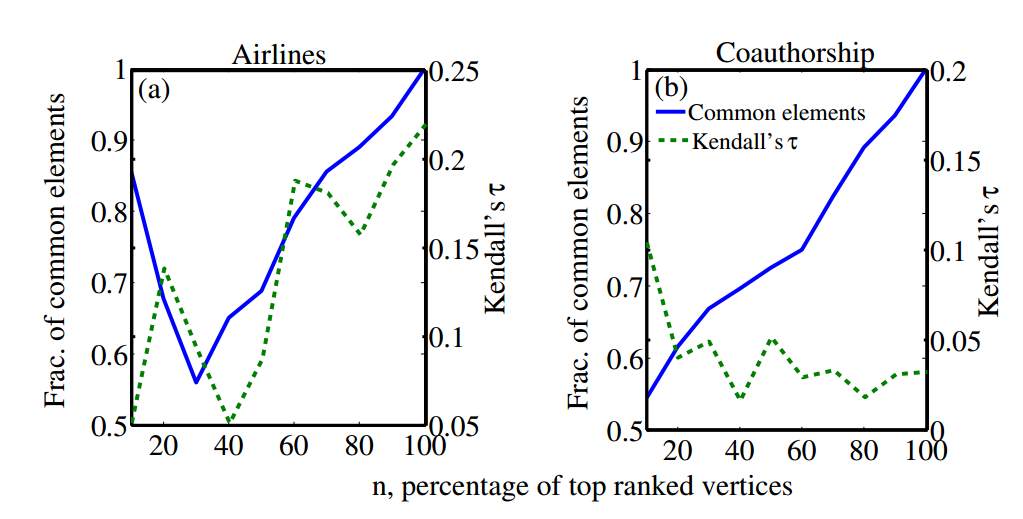 Airlines
(a)
Frac. of common elements
1
0.9
0.8
0.7
0.6
0.5
20
40
60
80
100
0.25
0.2
0.15
0.1
0.05
Kendall's τ
Coauthorship
(b)
Common elements
Kendall's τ
Frac. of common elements
1
0.9
0.8
0.7
0.6
0.5
20
40
60
80
100
0.2
0.15
0.1
0.05
0
Kendall's τ
n, percentage of top ranked vertices